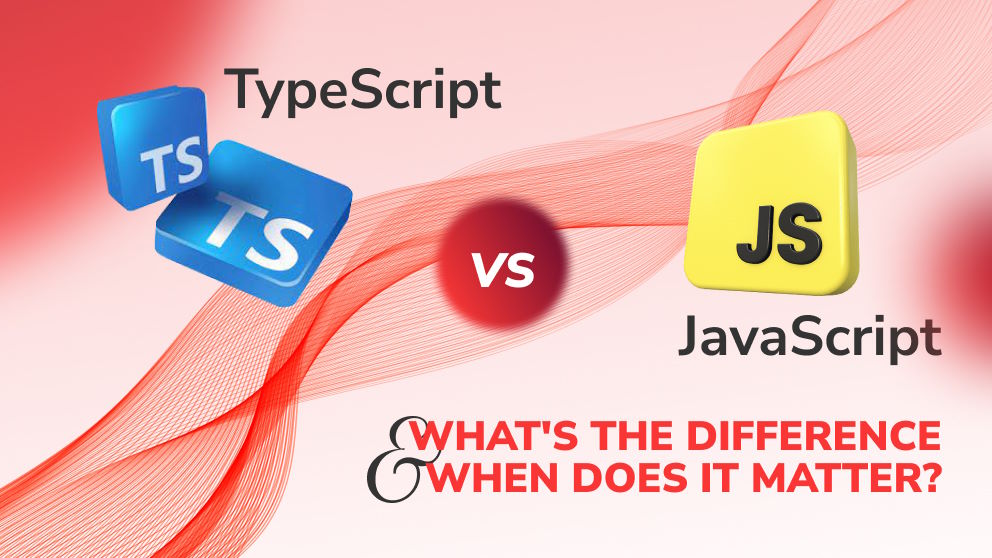 TypeScript
TS
TS
vs
JS
JavaScript
WHAT'S THE DIFFERENCE
& WHEN DOES IT MATTER?